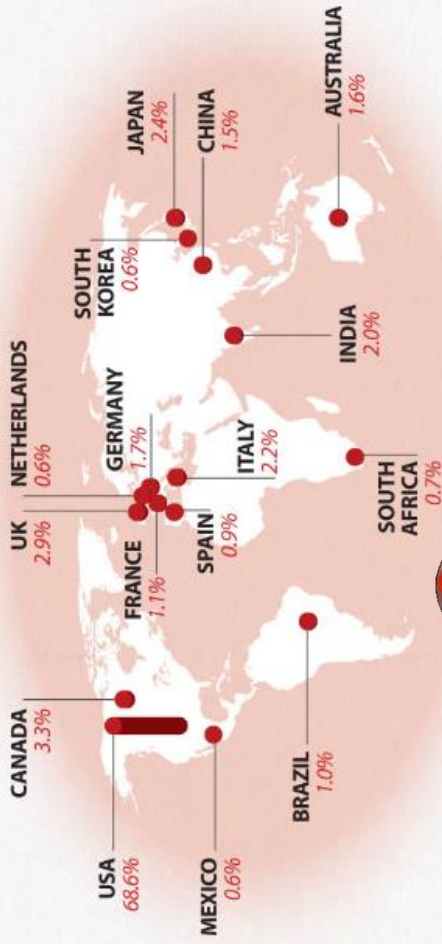 CANADA
3.3%
USA
68.6%
MEXICO
0.6%
BRAZIL
1.0%
UK
2.9%
NETHERLANDS
0.6%
GERMANY
1.7%
FRANCE
1.1%
SPAIN
0.9%
ITALY
2.2%
SOUTH
AFRICA
0.7%
SOUTH
KOREA
0.6%
JAPAN
2.4%
CHINA
1.5%
INDIA
2.0%
AUSTRALIA
1.6%